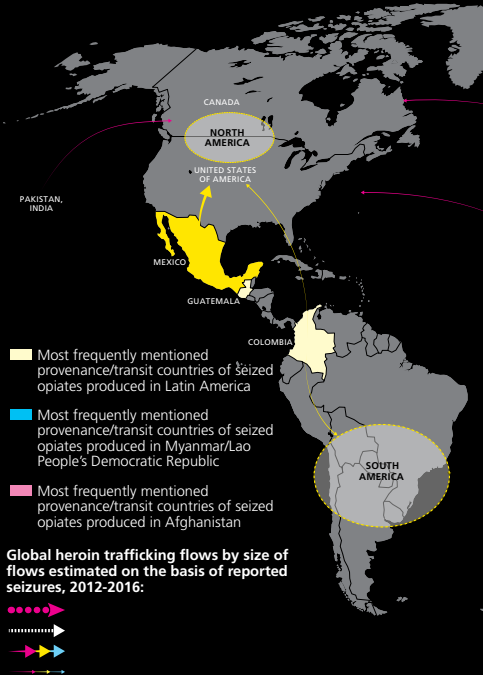 CANADA
NORTH
AMERICA
UNITED STATES
OF AMERICA
PAKISTAN,
INDIA
MEXICO
GUATEMALA
COLOMBIA
Most frequently mentioned
provenance/transit countries of seized
opiates produced in Latin America
Most frequently mentioned
provenance/transit countries of seized
opiates produced in Myanmar/Lao
People's Democratic Republic
Most frequently mentioned
provenance/transit countries of seized
opiates produced in Afghanistan
SOUTH
AMERICA
Global heroin trafficking flows by size of
flows estimated on the basis of reported
seizures, 2012-2016: